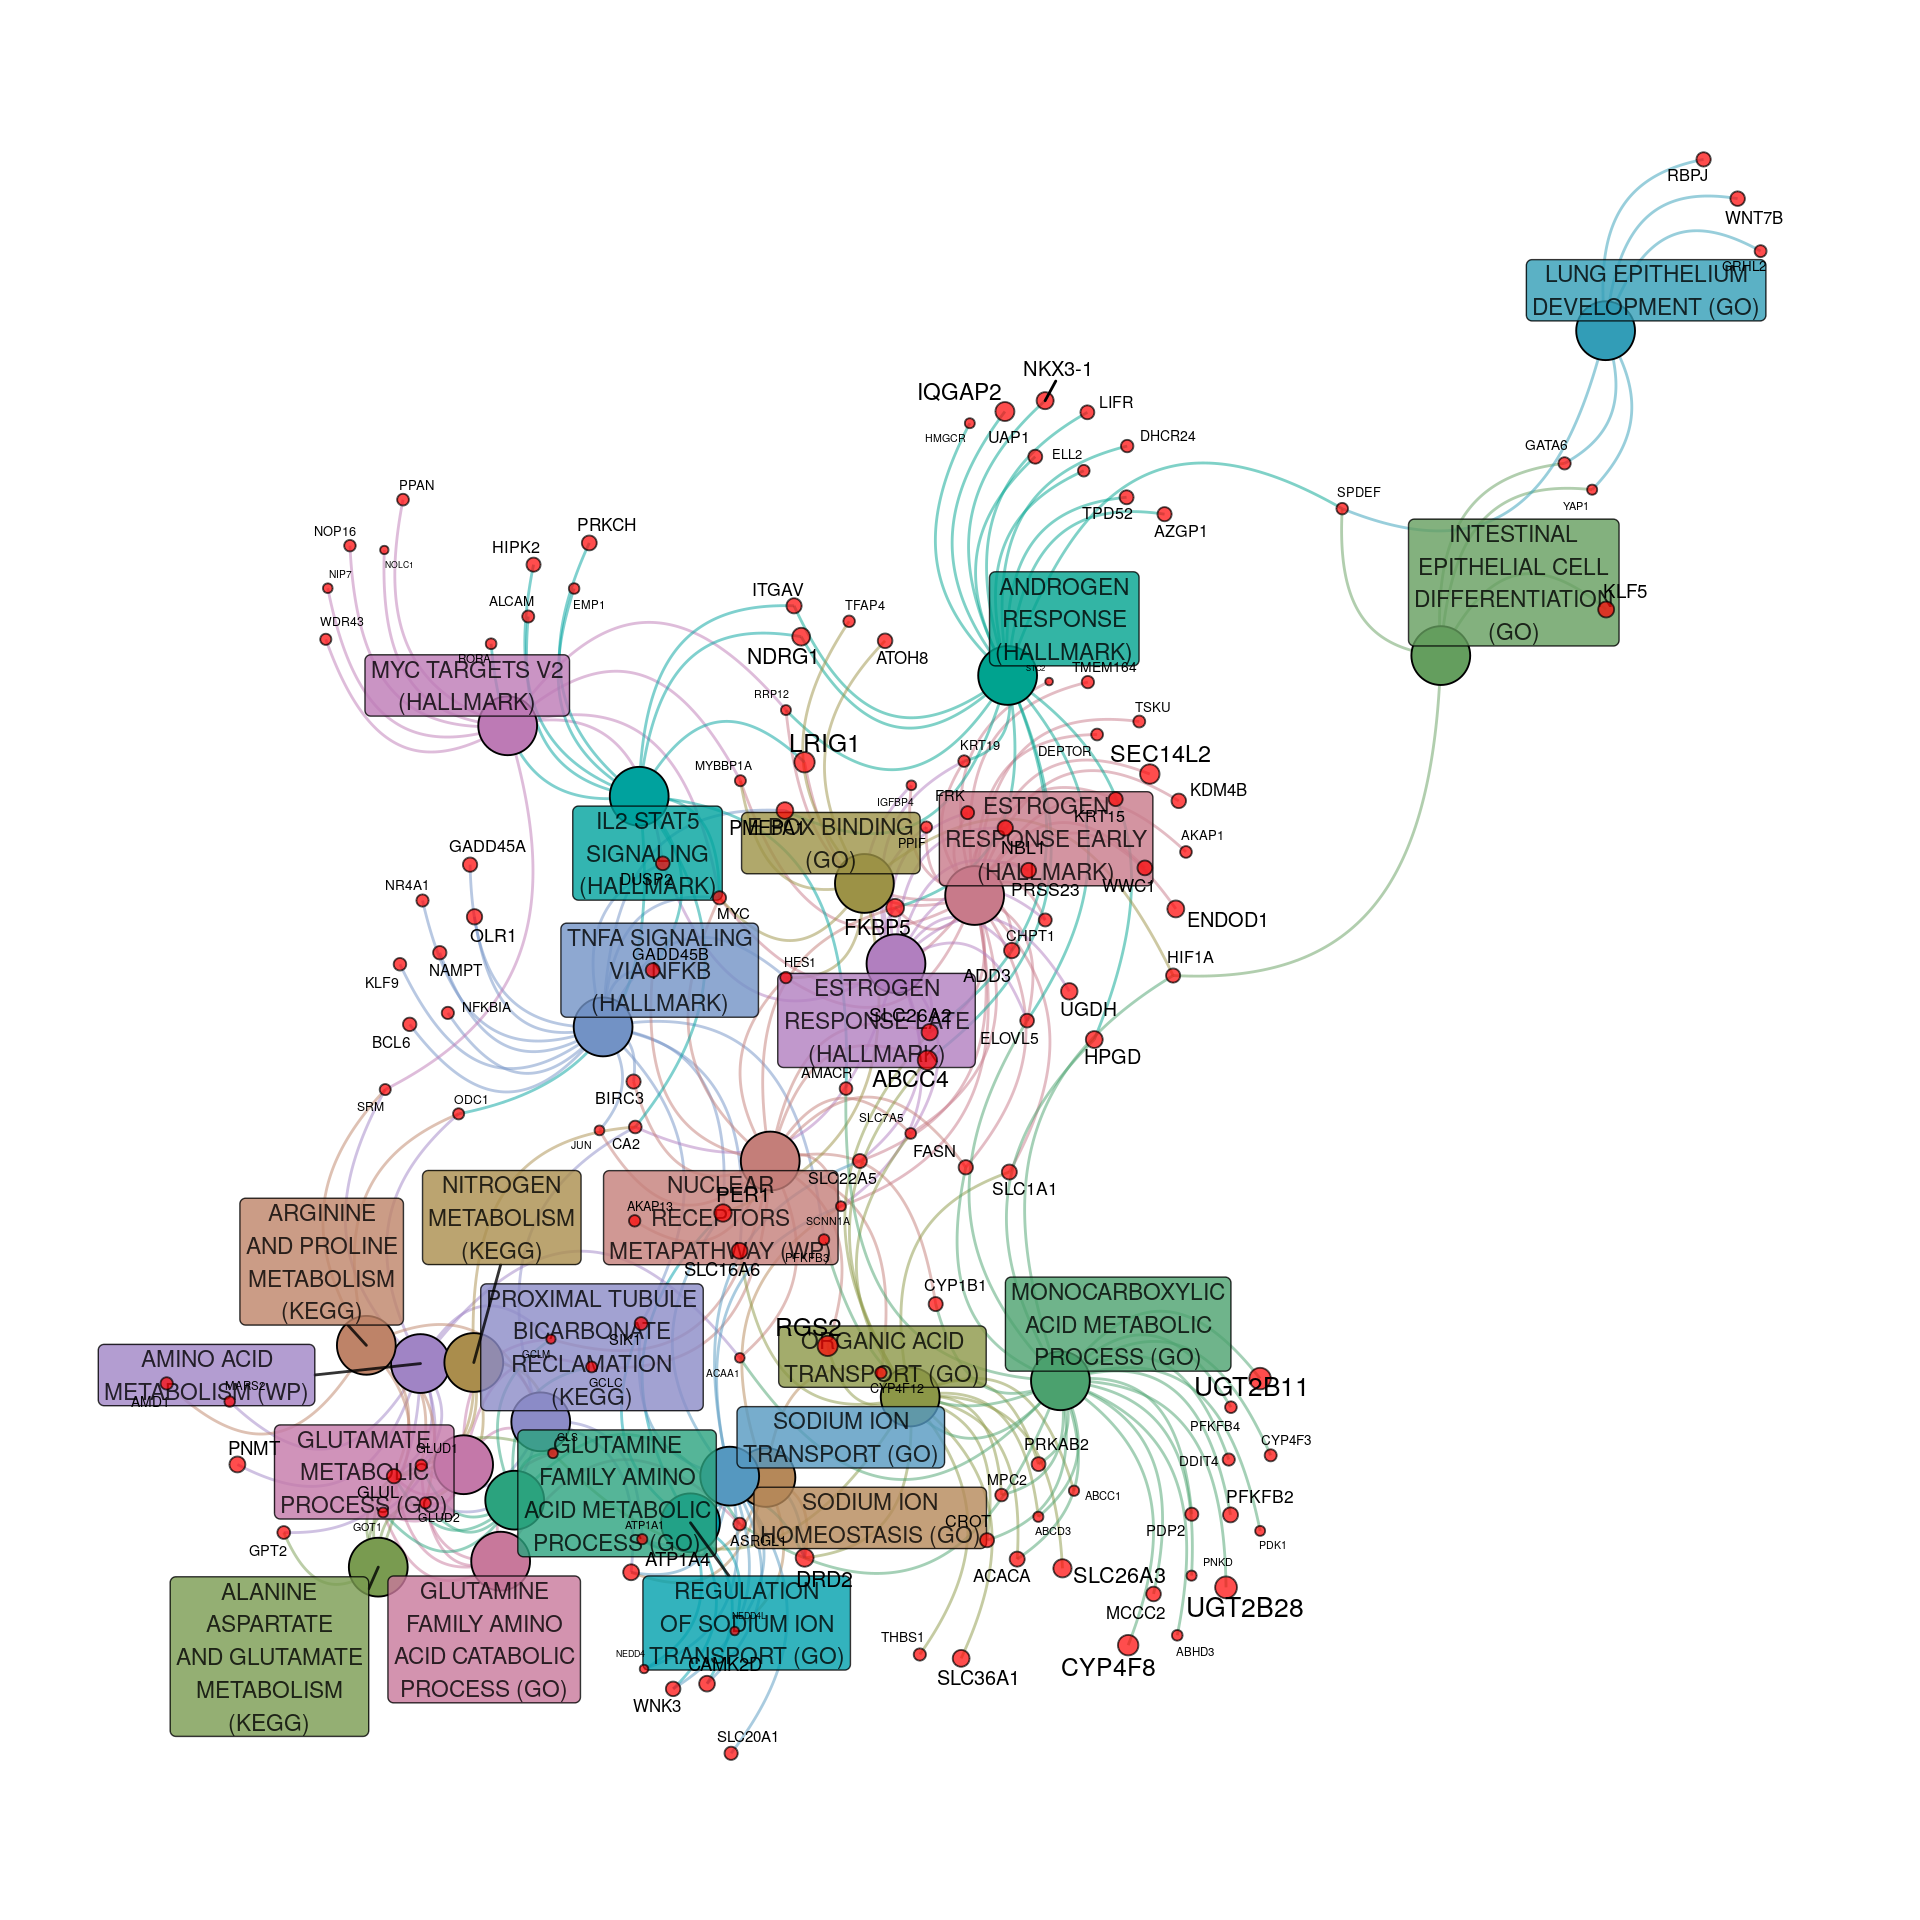 RBPJ
WNT7B
GRHL2
LUNG EPITHELIUM
DEVELOPMENT (GO)
NKX3-1
IQGAP2
LIFR
HMGCR
UAP1
DHCR24
ELL2
GATA6
SPDEF
YAP1
TPD52
AZGP1
PPAN
NOP16
NOLC1
NIP7
WDR43
PRKCH
HIPK2
ALCAM
EMP1
RORA
INTESTINAL
EPITHELIAL CELL
DIFFERENTIATION
(GO)
KLF5
ITGAV
TFAP4
NDRG1
ATOH8
ANDROGEN
RESPONSE
(HALLMARK)
STC2
TMEM164
MYC TARGETS V2
(HALLMARK)
RRP12
TSKU
LRIG1
KRT19
DEPTOR
SEC14L2
MYBBP1A
IGFBP4
FRK
KDM4B
KRT15
AKAP1
IL2 STAT5
SIGNALING
(HALLMARK)
DUSP2
PMEPA1
E BOX BINDING
(GO)
PPIF
ESTROGEN
RESPONSE EARLY
(HALLMARK)
NBL1
PRSS23
WWC1
ENDOD1
GADD45A
NR4A1
OLR1
MYC
FKBP5
CHPT1
ADD3
HIF1A
NAMPT
KLF9
NFKBIA
BCL6
TNFA SIGNALING
VIA NFKB
(HALLMARK)
GADD45B
HES1
ESTROGEN
RESPONSE LATE
(HALLMARK)
SLC26A2
UGDH
ELOVL5
HPGD
AMACR
ABCC4
SRM
ODC1
BIRC3
JUN
CA2
SLC7A5
FASN
SLC22A5
SLC1A1
NITROGEN
METABOLISM
(KEGG)
NUCLEAR
RECEPTORS
METAPATHWAY (WP)
PER1
AKAP13
SCNN1A
PFKFB3
SLC16A6
ARGININE
AND PROLINE
METABOLISM
(KEGG)
PROXIMAL TUBULE
BICARBONATE
RECLAMATION
(KEGG)
SIK1
GCLM
GCLC
CYP1B1
MONOCARBOXYLIC
ACID METABOLIC
PROCESS (GO)
RGS2
ORGANIC ACID
TRANSPORT (GO)
ACAA1
CYP4F12
AMINO ACID
METABOLISM (WP)
MARS2
AMD1
UGT2B11
PFKFB4
CYP4F3
DDIT4
SODIUM ION
TRANSPORT (GO)
PRKAB2
MPC2
ABCC1
PFKFB2
PNMT
GLUTAMATE
METABOLIC
PROCESS (GO)
GLUD1
GLUL
GLUD2
GOT1
GLS
GLUTAMINE
FAMILY AMINO
ACID METABOLIC
PROCESS (GO)
ATP1A1
SODIUM ION
HOMEOSTASIS (GO)
CROT
ABCD3
PDP2
PDK1
ASRGL1
GPT2
ATP1A4
DRD2
ACACA
SLC26A3
PNKD
MCCC2
UGT2B28
ALANINE
ASPARTATE
AND GLUTAMATE
METABOLISM
(KEGG)
GLUTAMINE
FAMILY AMINO
ACID CATABOLIC
PROCESS (GO)
REGULATION
OF SODIUM ION
TRANSPORT (GO)
NEDD4L
NEDD4
CAMK2D
WNK3
THBS1
SLC36A1
ABHD3
CYP4F8
SLC20A1